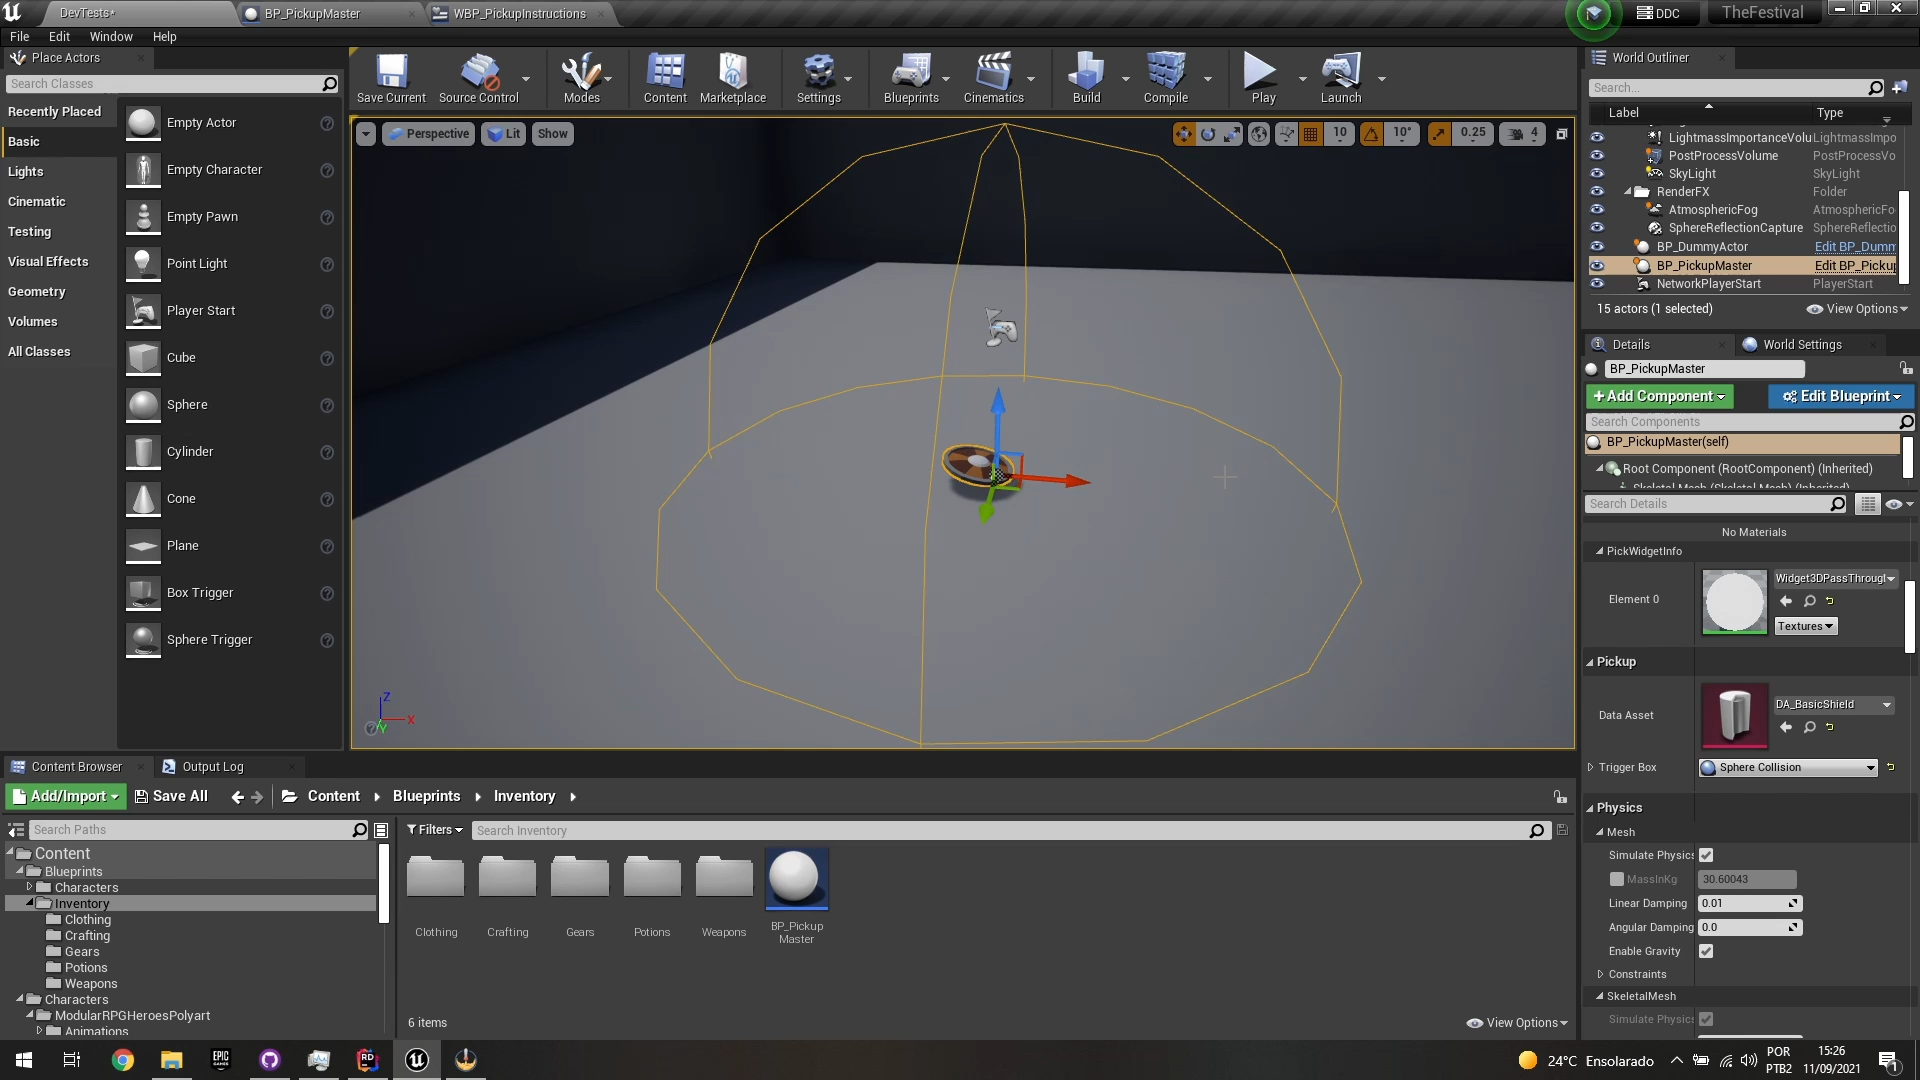 DevTests*
BP_PickupMaster
WBP_PickupInstructions
DDC
TheFestival
File
Edit
Window
Help
Place Actors
Search Classes
Recently Placed
Basic
Lights
Cinematic
Testing
Visual Effects
Geometry
Volumes
All Classes
Empty Actor
Empty Character
Empty Pawn
Point Light
Player Start
Cube
Sphere
Cylinder
Cone
Plane
Box Trigger
Sphere Trigger
Save Current
Source Control
Modes
Content
Marketplace
Settings
Blueprints
Cinematics
Build
Compile
Play
Launch
Perspective
Lit
Show
10
10°
0.25
4
Z
X
Y
World Outliner
Search...
Label
Type
LightmassImportanceVolu
LightmassImpo
PostProcessVolume
PostProcessVo
SkyLight
SkyLight
RenderFX
Folder
AtmosphericFog
AtmosphericFo
SphereReflectionCapture
SphereReflectio
BP_DummyActor
Edit BP_Dumm
BP_PickupMaster
Edit BP_Pickup
NetworkPlayerStart
PlayerStart
15 actors (1 selected)
View Options
Details
World Settings
BP_PickupMaster
+Add Component
Edit Blueprint
Search Components
BP_PickupMaster(self)
Root Component (RootComponent) (Inherited)
Skeletal Mesh (Skeletal Mesh) (Inherited)
Search Details
No Materials
PickWidgetInfo
Element 0
Widget3DPassThrough
Textures
Pickup
Data Asset
DA_BasicShield
Trigger Box
Sphere Collision
Physics
Mesh
Simulate Physics
MassInKg
30.60043
Linear Damping
0.01
Angular Damping
0.0
Enable Gravity
Constraints
SkeletalMesh
Simulate Physics
Content Browser
Output Log
Add/Import
Save All
Content
Blueprints
Inventory
Search Paths
Filters
Search Inventory
Content
Blueprints
Characters
Inventory
Clothing
Crafting
Gears
Potions
Weapons
Characters
ModularRPGHeroesPolyart
Animations
Clothing
Crafting
Gears
Potions
Weapons
BP_Pickup
Master
6 items
View Options
EPIC
GAMES
RD
24°C Ensolarado
POR
PTB2
15:26
11/09/2021
1